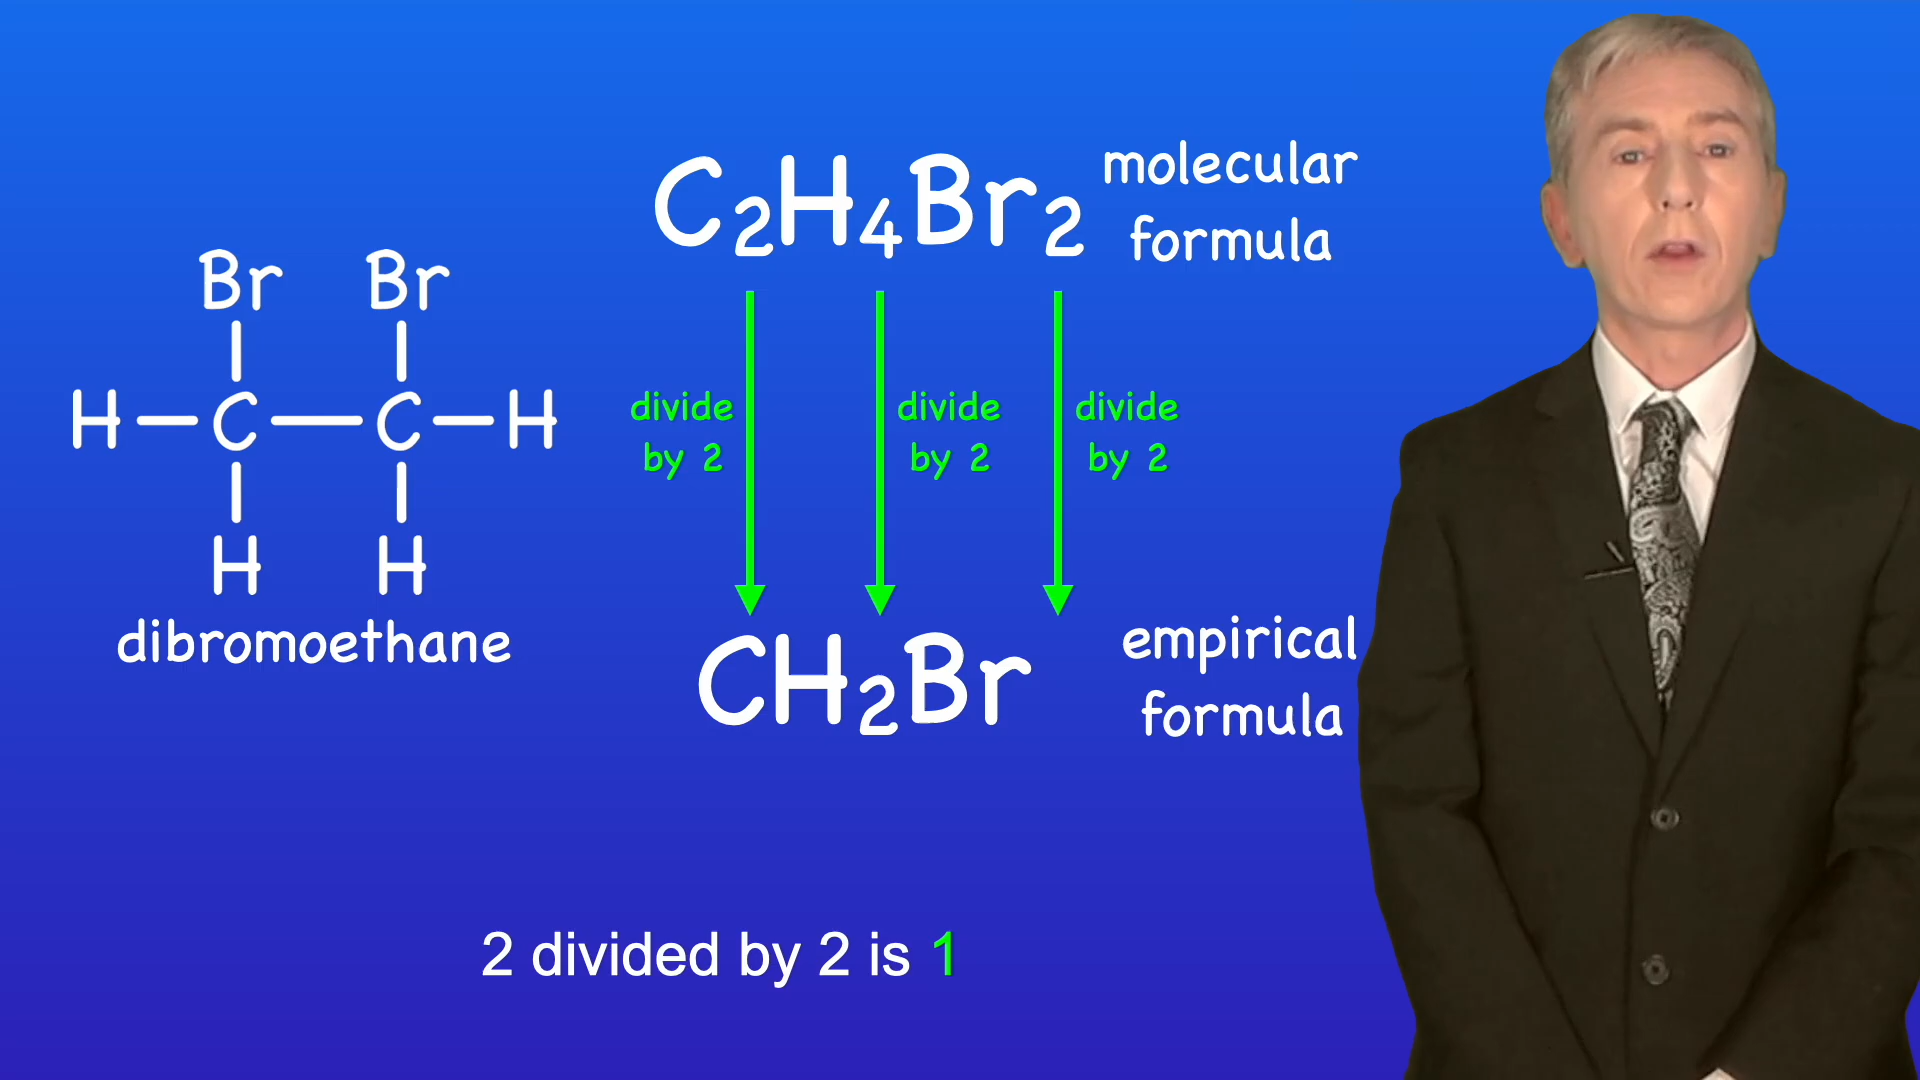 C2H4Br2
molecular
formula
Br Br
H C C H
H H
dibromoethane
divide
by 2
divide
by 2
divide
by 2
CH2Br
empirical
formula
2 divided by 2 is 1